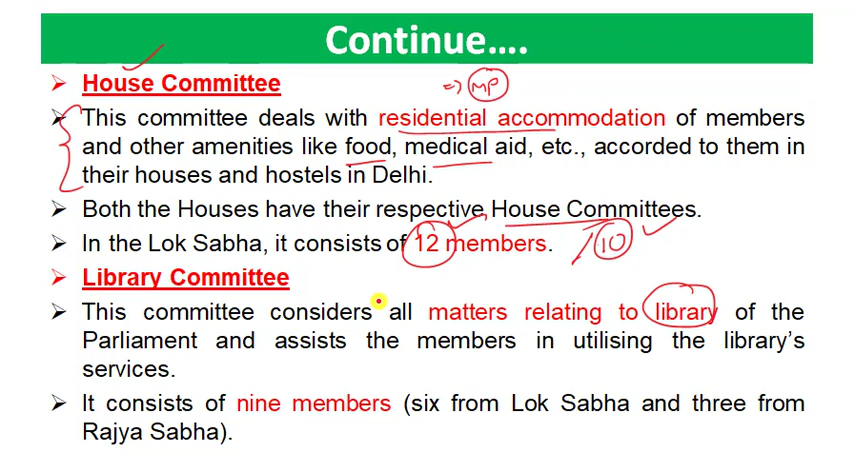 Continue....
➤ House Committee
=> MP
➤ This committee deals with residential accommodation of members
and other amenities like food, medical aid, etc., accorded to them in
their houses and hostels in Delhi.
➤ Both the Houses have their respective House Committees.
➤ In the Lok Sabha, it consists of 12 members. / 10
➤ Library Committee
➤ This committee considers all matters relating to library of the
Parliament and assists the members in utilising the library's
services.
➤ It consists of nine members (six from Lok Sabha and three from
Rajya Sabha).